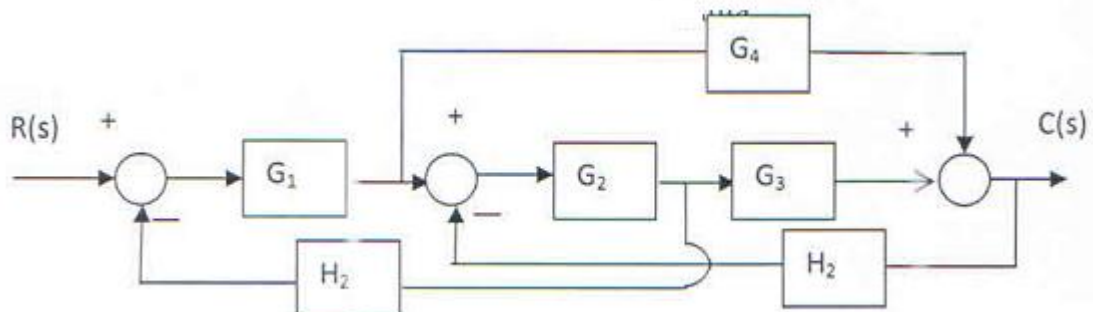 G₄
R(s)
+
+
+
C(s)
G₁
G₂
G₃
—
—
H₂
H₂